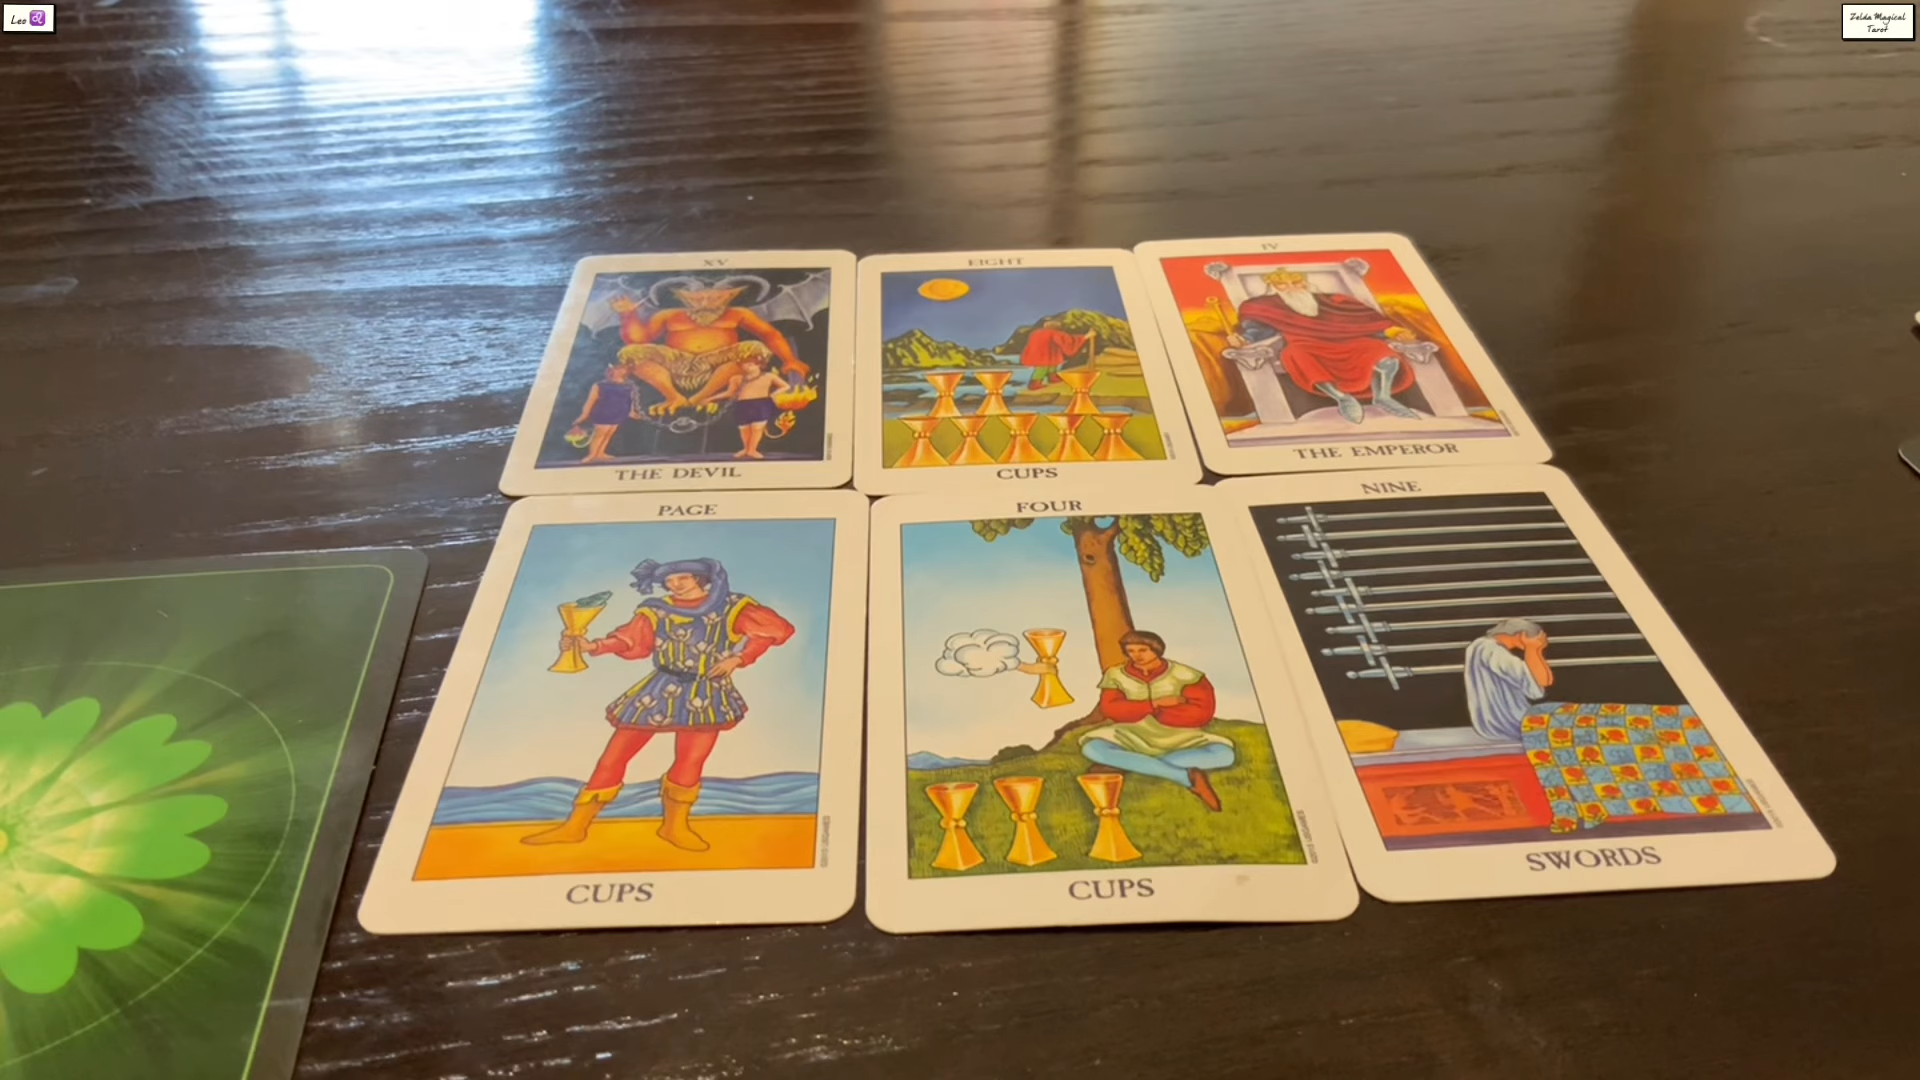 Leo ♌
Zelda Magical
Tarot
XV
THE DEVIL
EIGHT
CUPS
IV
THE EMPEROR
PAGE
CUPS
FOUR
CUPS
NINE
SWORDS